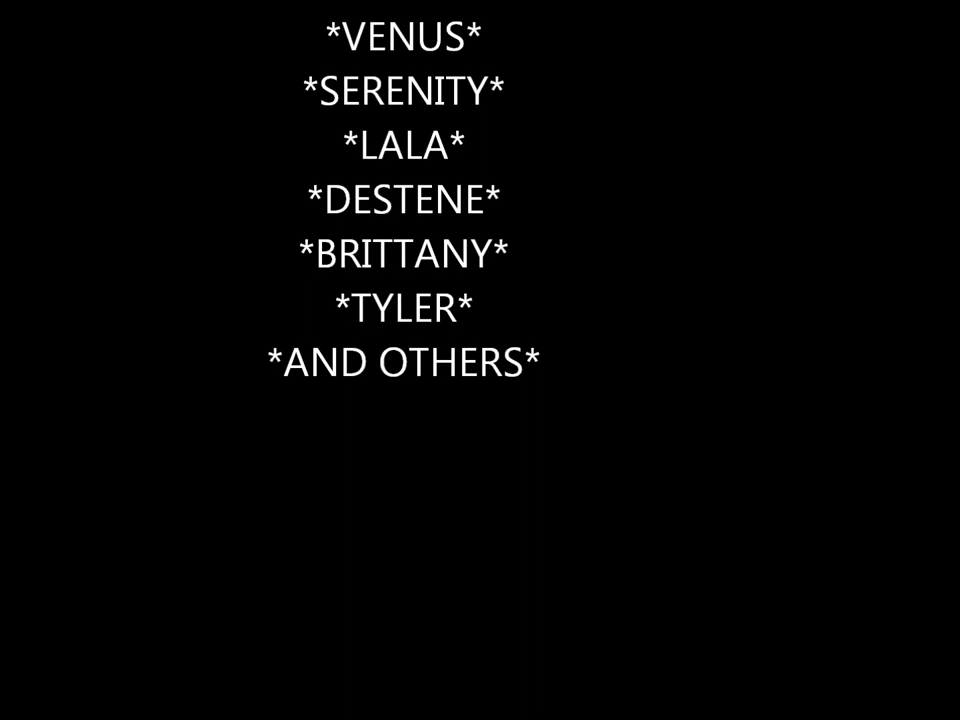 *VENUS*
*SERENITY*
*LALA*
*DESTENE*
*BRITTANY*
*TYLER*
*AND OTHERS*